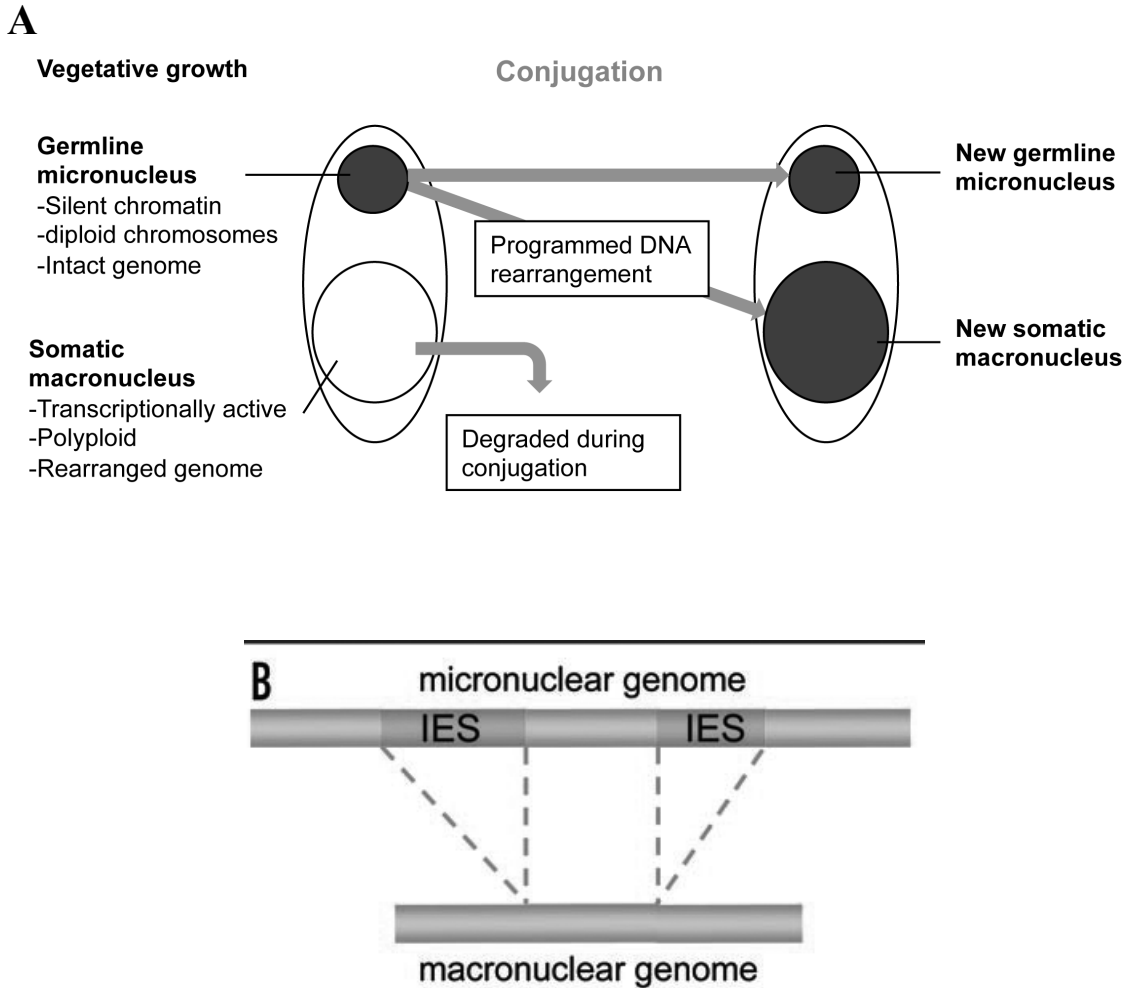 A
Vegetative growth
Conjugation
Germline
micronucleus
-Silent chromatin
-diploid chromosomes
-Intact genome
Somatic
macronucleus
-Transcriptionally active
-Polyploid
-Rearranged genome
Programmed DNA
rearrangement
Degraded during
conjugation
New germline
micronucleus
New somatic
macronucleus
B
micronuclear genome
IES
IES
macronuclear genome